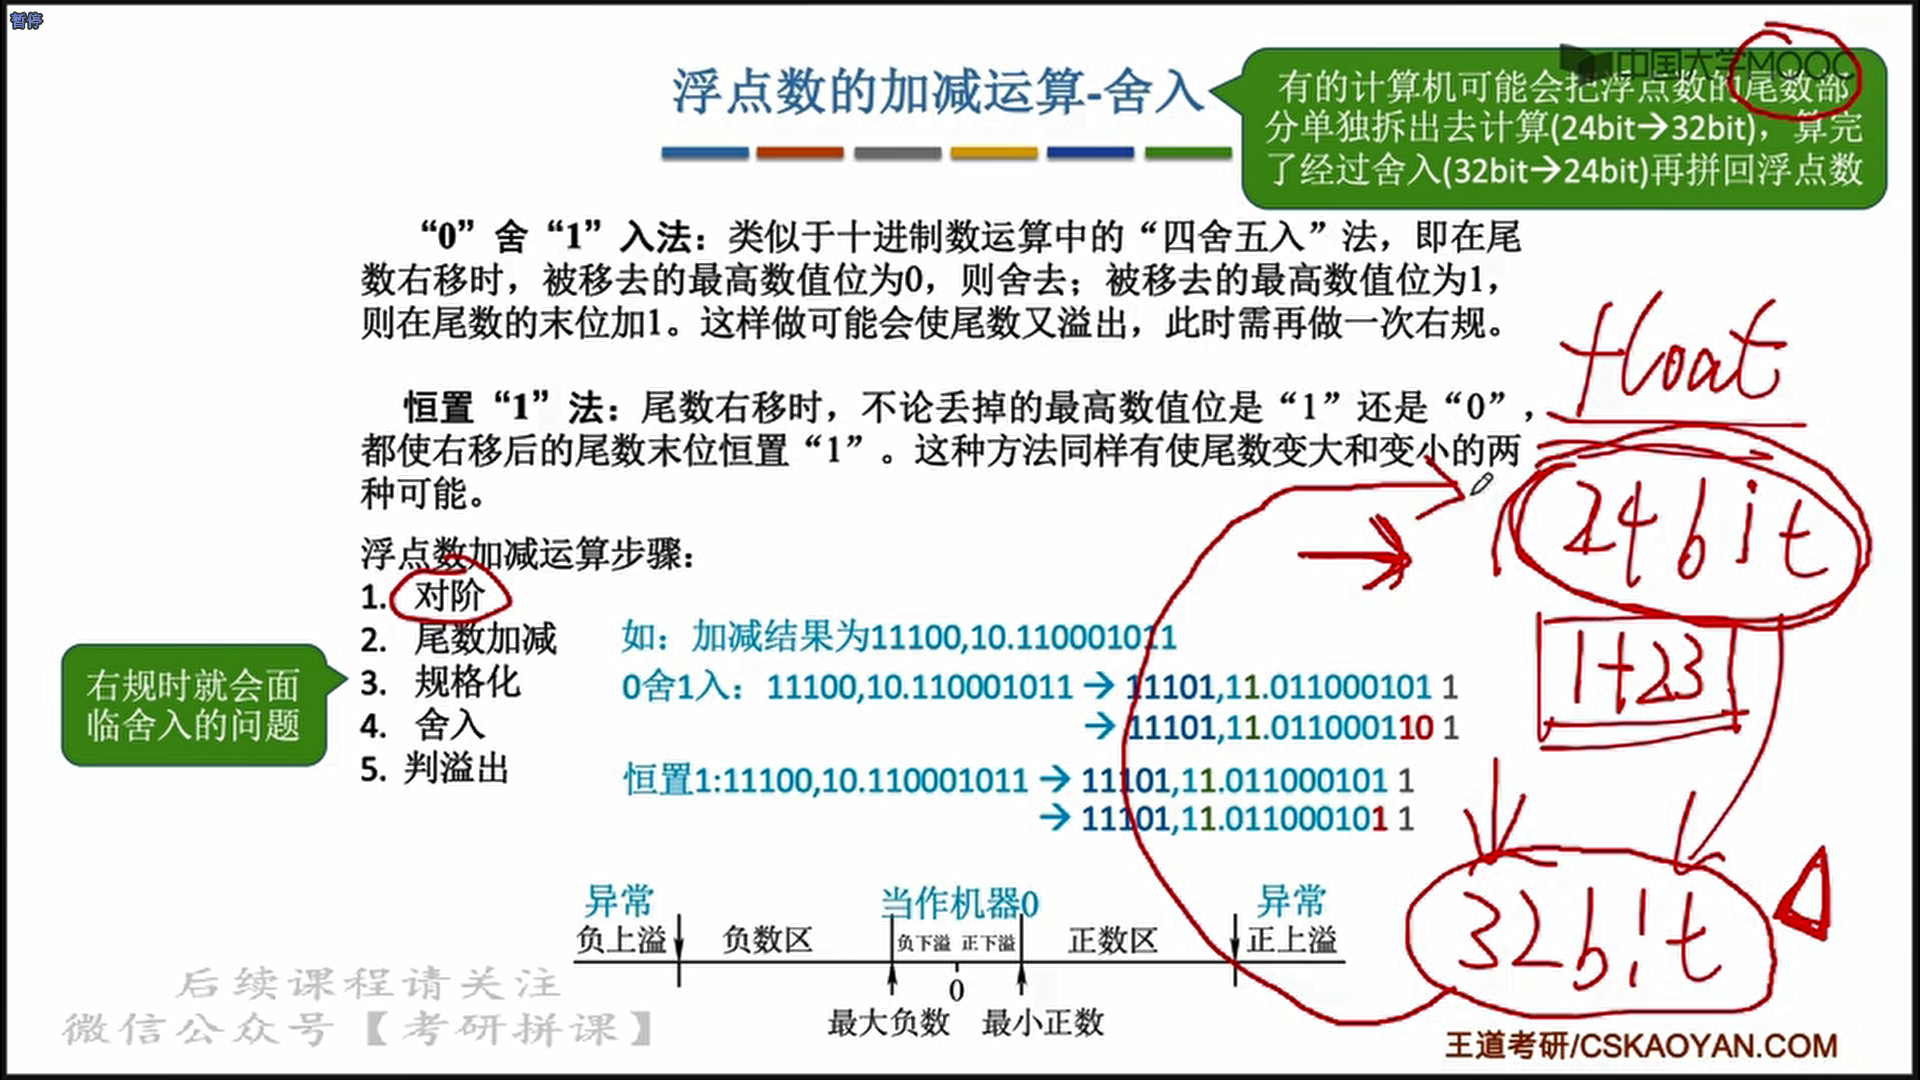 暂停
中国大学MOOC
浮点数的加减运算-舍入
有的计算机可能会把浮点数的尾数部
分单独拆出去计算(24bit→32bit)，算完
了经过舍入(32bit→24bit)再拼回浮点数
“0”舍“1”入法：类似于十进制数运算中的“四舍五入”法，即在尾
数右移时，被移去的最高数值位为0，则舍去；被移去的最高数值位为1，
则在尾数的末位加1。这样做可能会使尾数又溢出，此时需再做一次右规。
恒置“1”法：尾数右移时，不论丢掉的最高数值位是“1”还是“0”，
都使右移后的尾数末位恒置“1”。这种方法同样有使尾数变大和变小的两
种可能。
float
24bit
1+23
32bit
浮点数加减运算步骤：
1. 对阶
2. 尾数加减
3. 规格化
4. 舍入
5. 判溢出
右规时就会面
临舍入的问题
如：加减结果为11100,10.110001011
0舍1入：11100,10.110001011 → 11101,11.011000101 1
→ 11101,11.011000110 1
恒置1:11100,10.110001011 → 11101,11.011000101 1
→ 11101,11.011000101 1
异常 当作机器0 异常
负上溢 负数区 负下溢 正下溢 正数区 正上溢
0
最大负数 最小正数
后续课程请关注
微信公众号【考研拼课】
王道考研/CSKAOYAN.COM